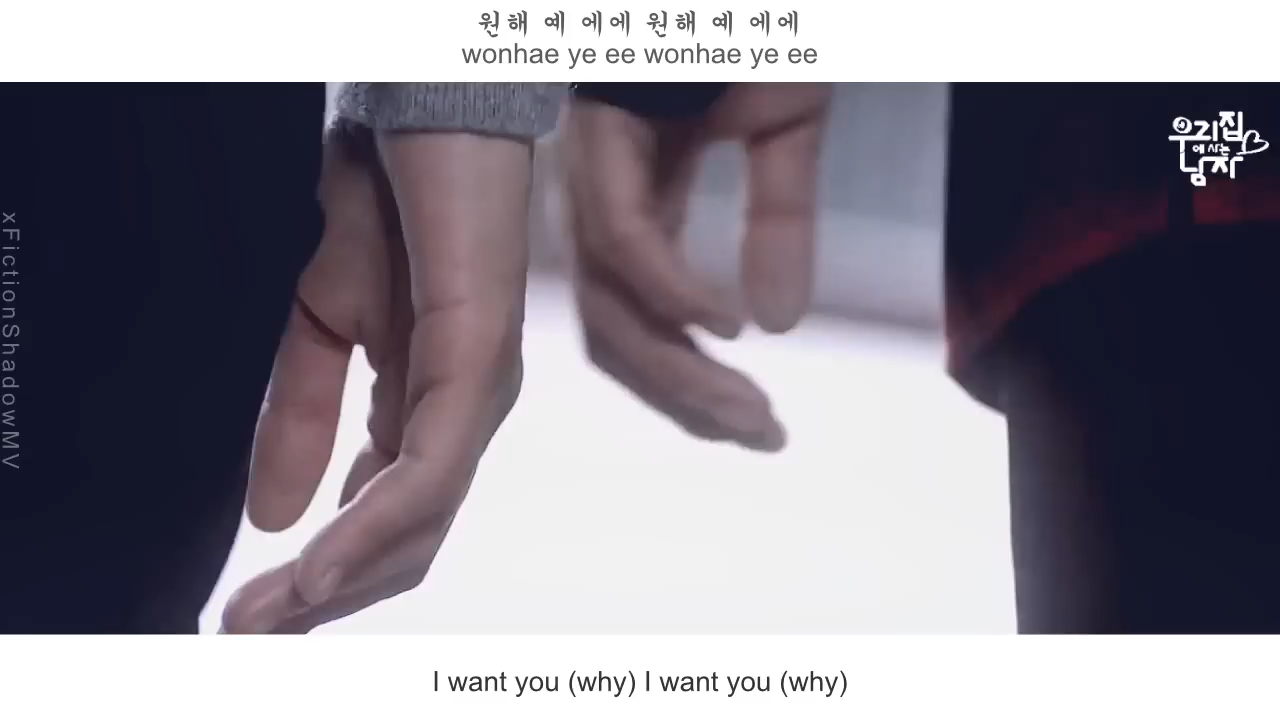 원해 예 에에 원해 예 에에
wonhae ye ee wonhae ye ee
우리집
에 사는
남자
xFictionShadowMV
I want you (why) I want you (why)